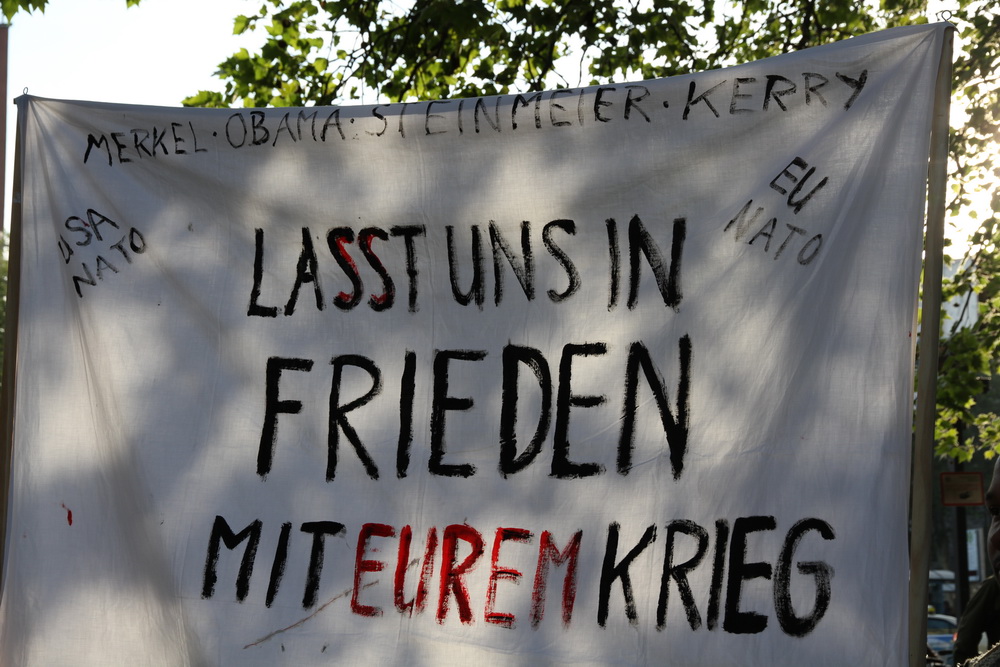 MERKEL · OBAMA · STEINMEIER · KERRY
USA
NATO
EU
NATO
LASST UNS IN
FRIEDEN
MIT EUREM KRIEG